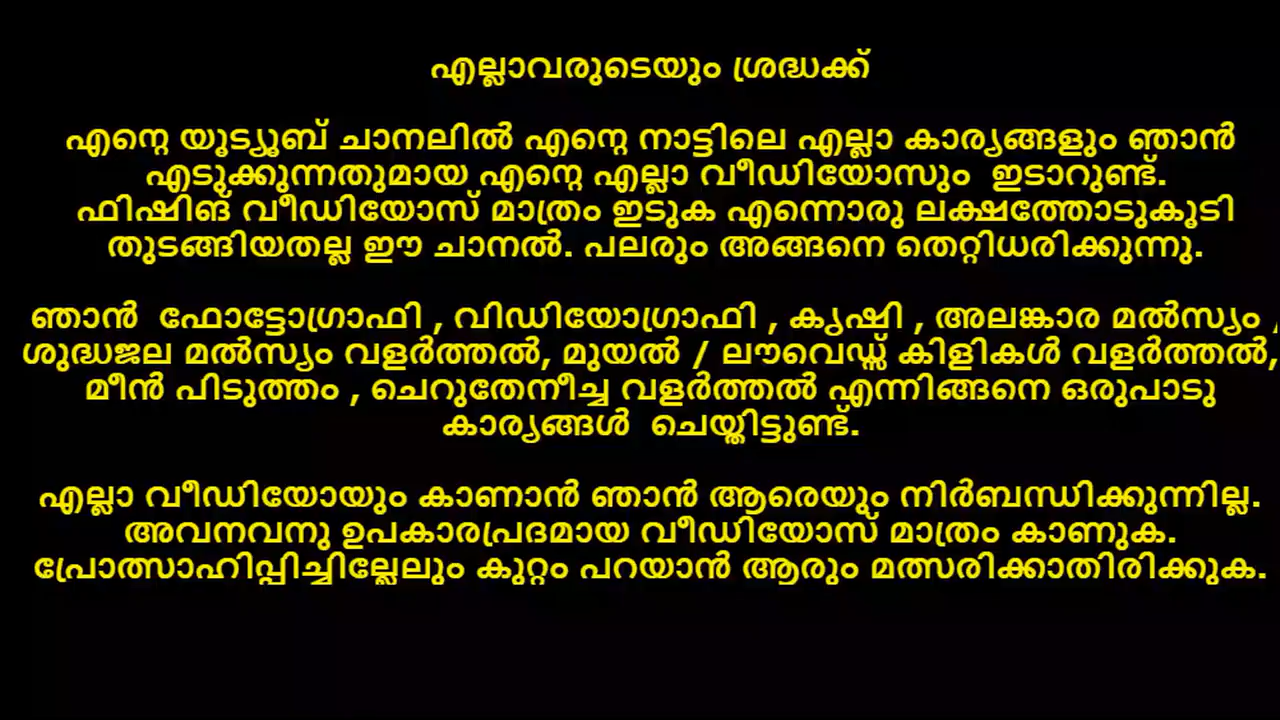 എല്ലാവരുടെയും ശ്രദ്ധക്ക്
എന്റെ യൂട്യൂബ് ചാനലിൽ എന്റെ നാട്ടിലെ എല്ലാ കാര്യങ്ങളും ഞാൻ
എടുക്കുന്നതുമായ എന്റെ എല്ലാ വീഡിയോസും ഇടാറുണ്ട്.
ഫിഷിങ് വീഡിയോസ് മാത്രം ഇടുക എന്നൊരു ലക്ഷത്തോടുകൂടി
തുടങ്ങിയതല്ല ഈ ചാനൽ. പലരും അങ്ങനെ തെറ്റിധരിക്കുന്നു.
ഞാൻ ഫോട്ടോഗ്രാഫി , വിഡിയോഗ്രാഫി , കൃഷി , അലങ്കാര മൽസ്യം ,
ശുദ്ധജല മൽസ്യം വളർത്തൽ, മുയൽ / ലൗവെഡ്സ് കിളികൾ വളർത്തൽ,
മീൻ പിടുത്തം , ചെറുതേനീച്ച വളർത്തൽ എന്നിങ്ങനെ ഒരുപാടു
കാര്യങ്ങൾ ചെയ്തിട്ടുണ്ട്.
എല്ലാ വീഡിയോയും കാണാൻ ഞാൻ ആരെയും നിർബന്ധിക്കുന്നില്ല.
അവനവനു ഉപകാരപ്രദമായ വീഡിയോസ് മാത്രം കാണുക.
പ്രോത്സാഹിപ്പിച്ചില്ലേലും കുറ്റം പറയാൻ ആരും മത്സരിക്കാതിരിക്കുക.